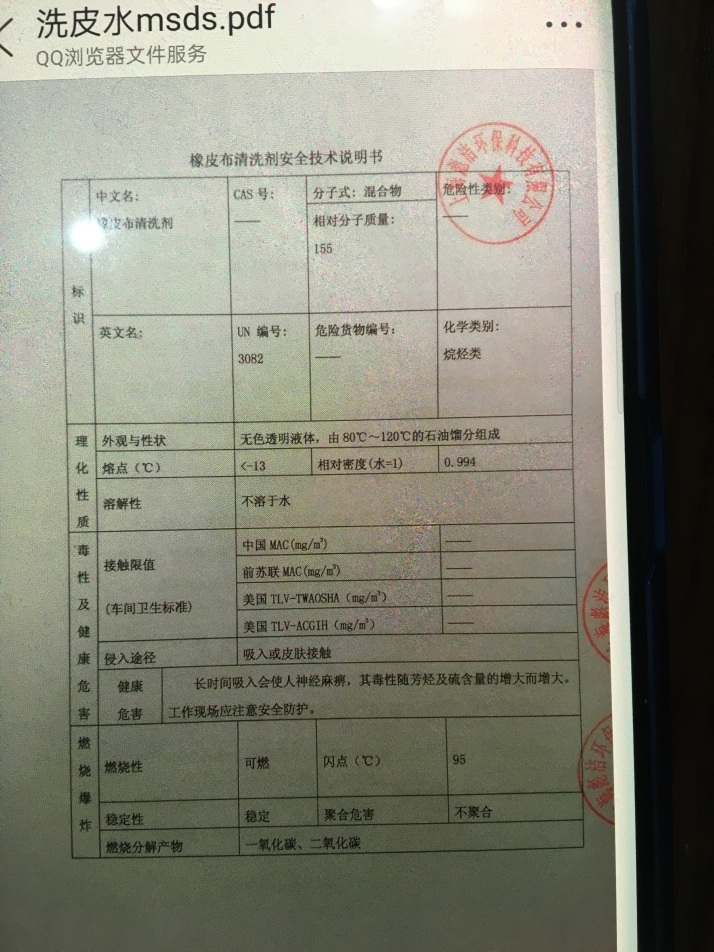 洗皮水msds.pdf
QQ浏览器文件服务
橡皮布清洗剂安全技术说明书
标识
中文名:
橡皮布清洗剂
CAS 号:
——
分子式: 混合物
相对分子质量:
155
危险性类别:
——
英文名:
UN 编号:
3082
危险货物编号:
——
化学类别:
烷烃类
理化性质
外观与性状
无色透明液体, 由 80℃～120℃的石油馏分组成
熔点(℃)
<-13
相对密度(水=1)
0.994
溶解性
不溶于水
毒性及健康危害
接触限值
(车间卫生标准)
中国 MAC(mg/m³)
——
前苏联 MAC(mg/m³)
——
美国 TLV-TWAOSHA (mg/m³)
——
美国 TLV-ACGIH (mg/m³)
——
侵入途径
吸入或皮肤接触
健康
危害
长时间吸入会使人神经麻痹, 其毒性随芳烃及硫含量的增大而增大。
工作现场应注意安全防护。
燃烧爆炸
燃烧性
可燃
闪点(℃)
95
稳定性
稳定
聚合危害
不聚合
燃烧分解产物
一氧化碳、二氧化碳
环保科技有限公司